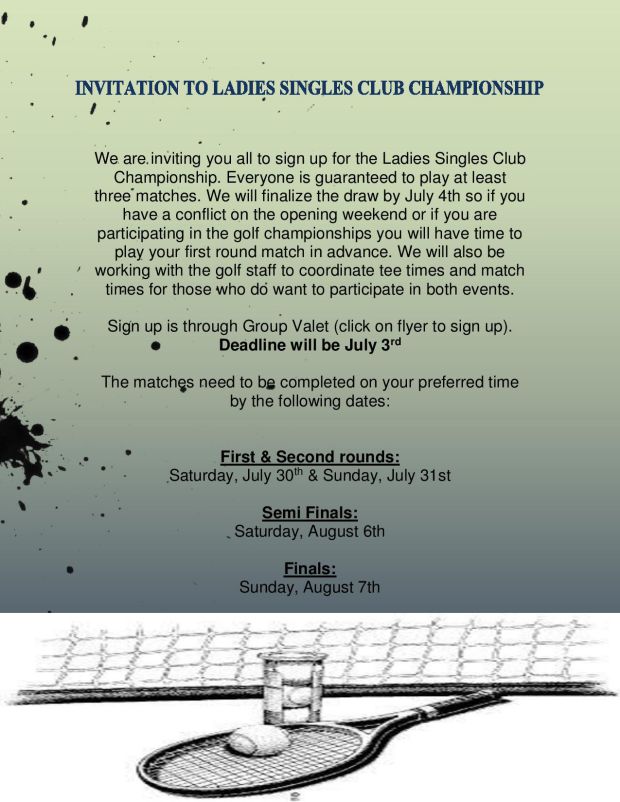 INVITATION TO LADIES SINGLES CLUB CHAMPIONSHIP
We are inviting you all to sign up for the Ladies Singles Club
Championship. Everyone is guaranteed to play at least
three matches. We will finalize the draw by July 4th so if you
have a conflict on the opening weekend or if you are
participating in the golf championships you will have time to
play your first round match in advance. We will also be
working with the golf staff to coordinate tee times and match
times for those who do want to participate in both events.
Sign up is through Group Valet (click on flyer to sign up).
Deadline will be July 3rd
The matches need to be completed on your preferred time
by the following dates:
First & Second rounds:
Saturday, July 30th & Sunday, July 31st
Semi Finals:
Saturday, August 6th
Finals:
Sunday, August 7th